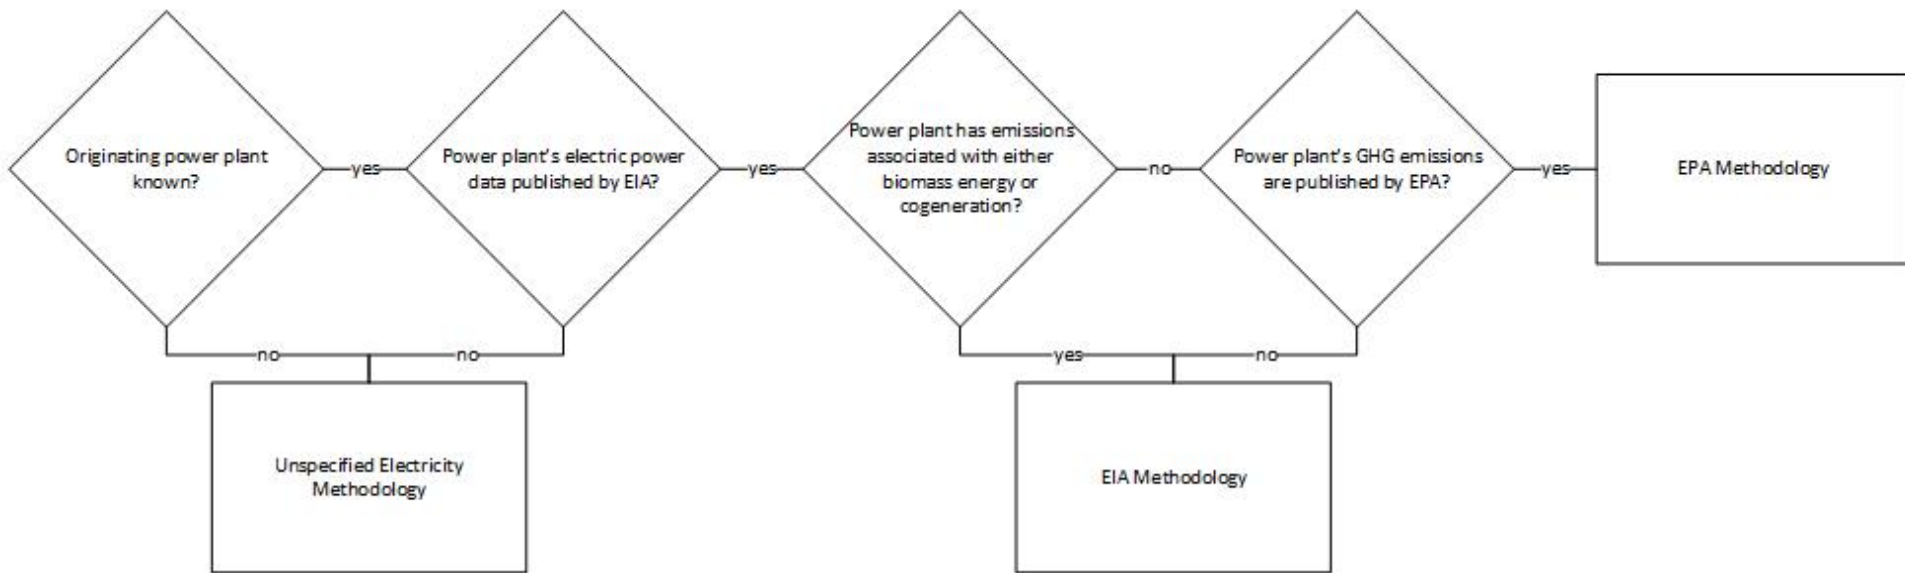 Originating power plant
known?
yes
Power plant's electric power
data published by EIA?
yes
Power plant has emissions
associated with either
biomass energy or
cogeneration?
no
Power plant's GHG emissions
are published by EPA?
yes
EPA Methodology
no
no
yes
no
Unspecified Electricity
Methodology
EIA Methodology